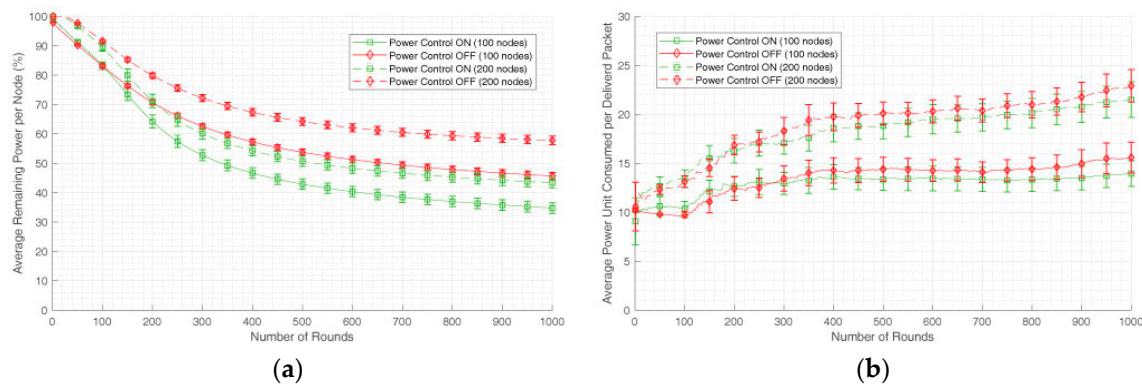 100
90
80
70
60
50
40
30
20
10
0
Average Remaining Power per Node (%)
Power Control ON (100 nodes)
Power Control OFF (100 nodes)
Power Control ON (200 nodes)
Power Control OFF (200 nodes)
0 100 200 300 400 500 600 700 800 900 1000
Number of Rounds
(a)
30
25
20
15
10
5
0
Average Power Unit Consumed per Deliverd Packet
Power Control ON (100 nodes)
Power Control OFF (100 nodes)
Power Control ON (200 nodes)
Power Control OFF (200 nodes)
0 100 200 300 400 500 600 700 800 900 1000
Number of Rounds
(b)